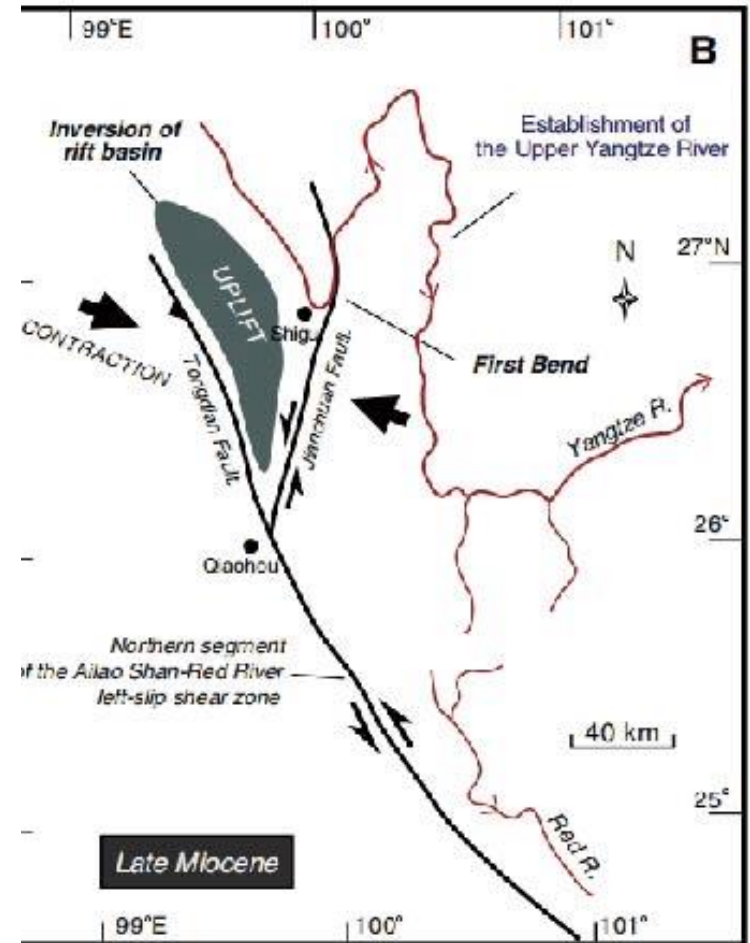 99°E
100°
101°
B
Inversion of
rift basin
Establishment of
the Upper Yangtze River
27°N
N
UPLIFT
Shigu
CONTRACTION
First Bend
Tongdian Fault
Jianchuan Fault
Yangtze R.
26°
Qiaohou
Northern segment
of the Ailao Shan-Red River
left-slip shear zone
40 km
25°
Red R.
Late Miocene
99°E
100°
101°